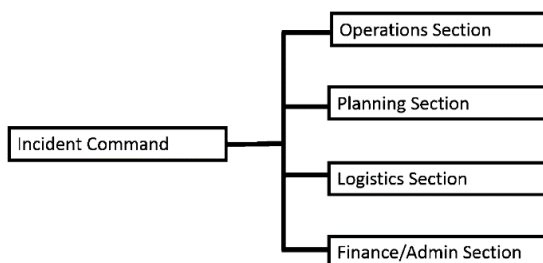 Operations Section
Planning Section
Incident Command
Logistics Section
Finance/Admin Section